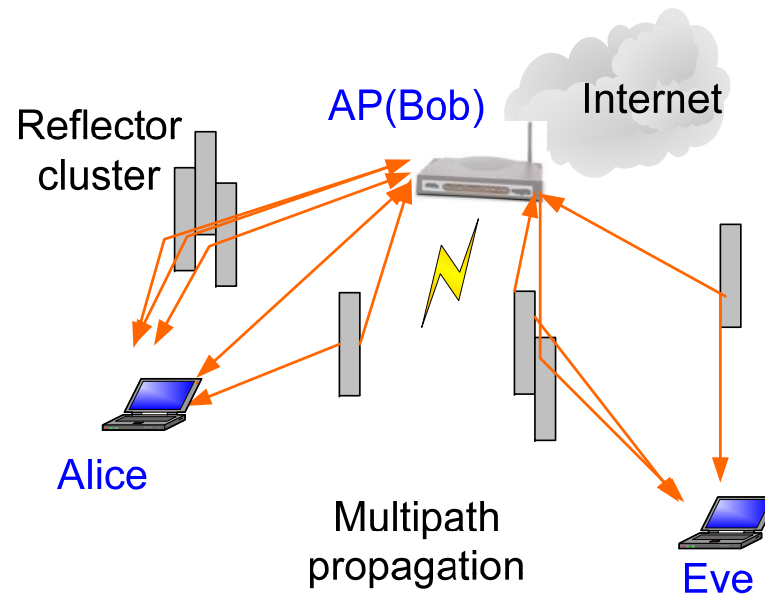 AP(Bob)
Internet
Reflector
cluster
Alice
Multipath
propagation
Eve